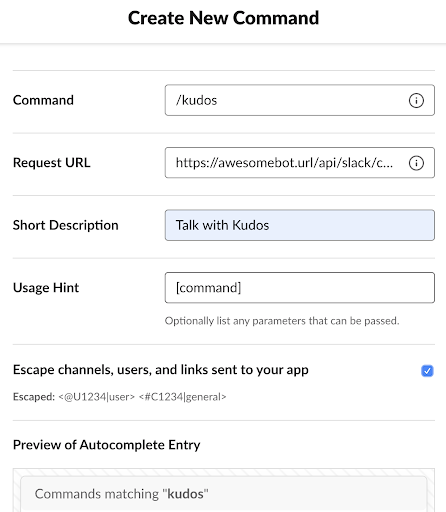 Create New Command
Command
/kudos
Request URL
https://awesomebot.url/api/slack/c...
Short Description
Talk with Kudos
Usage Hint
[command]
Optionally list any parameters that can be passed.
Escape channels, users, and links sent to your app
Escaped: <@U1234|user> <#C1234|general>
Preview of Autocomplete Entry
Commands matching "kudos"